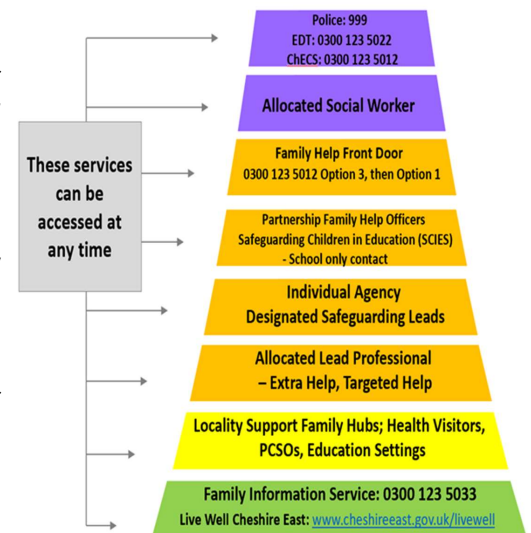 These services
can be
accessed at
any time
Police: 999
EDT: 0300 123 5022
ChECS: 0300 123 5012
Allocated Social Worker
Family Help Front Door
0300 123 5012 Option 3, then Option 1
Partnership Family Help Officers
Safeguarding Children in Education (SCIES)
- School only contact
Individual Agency
Designated Safeguarding Leads
Allocated Lead Professional
– Extra Help, Targeted Help
Locality Support Family Hubs; Health Visitors,
PCSOs, Education Settings
Family Information Service: 0300 123 5033
Live Well Cheshire East: www.cheshireeast.gov.uk/livewell